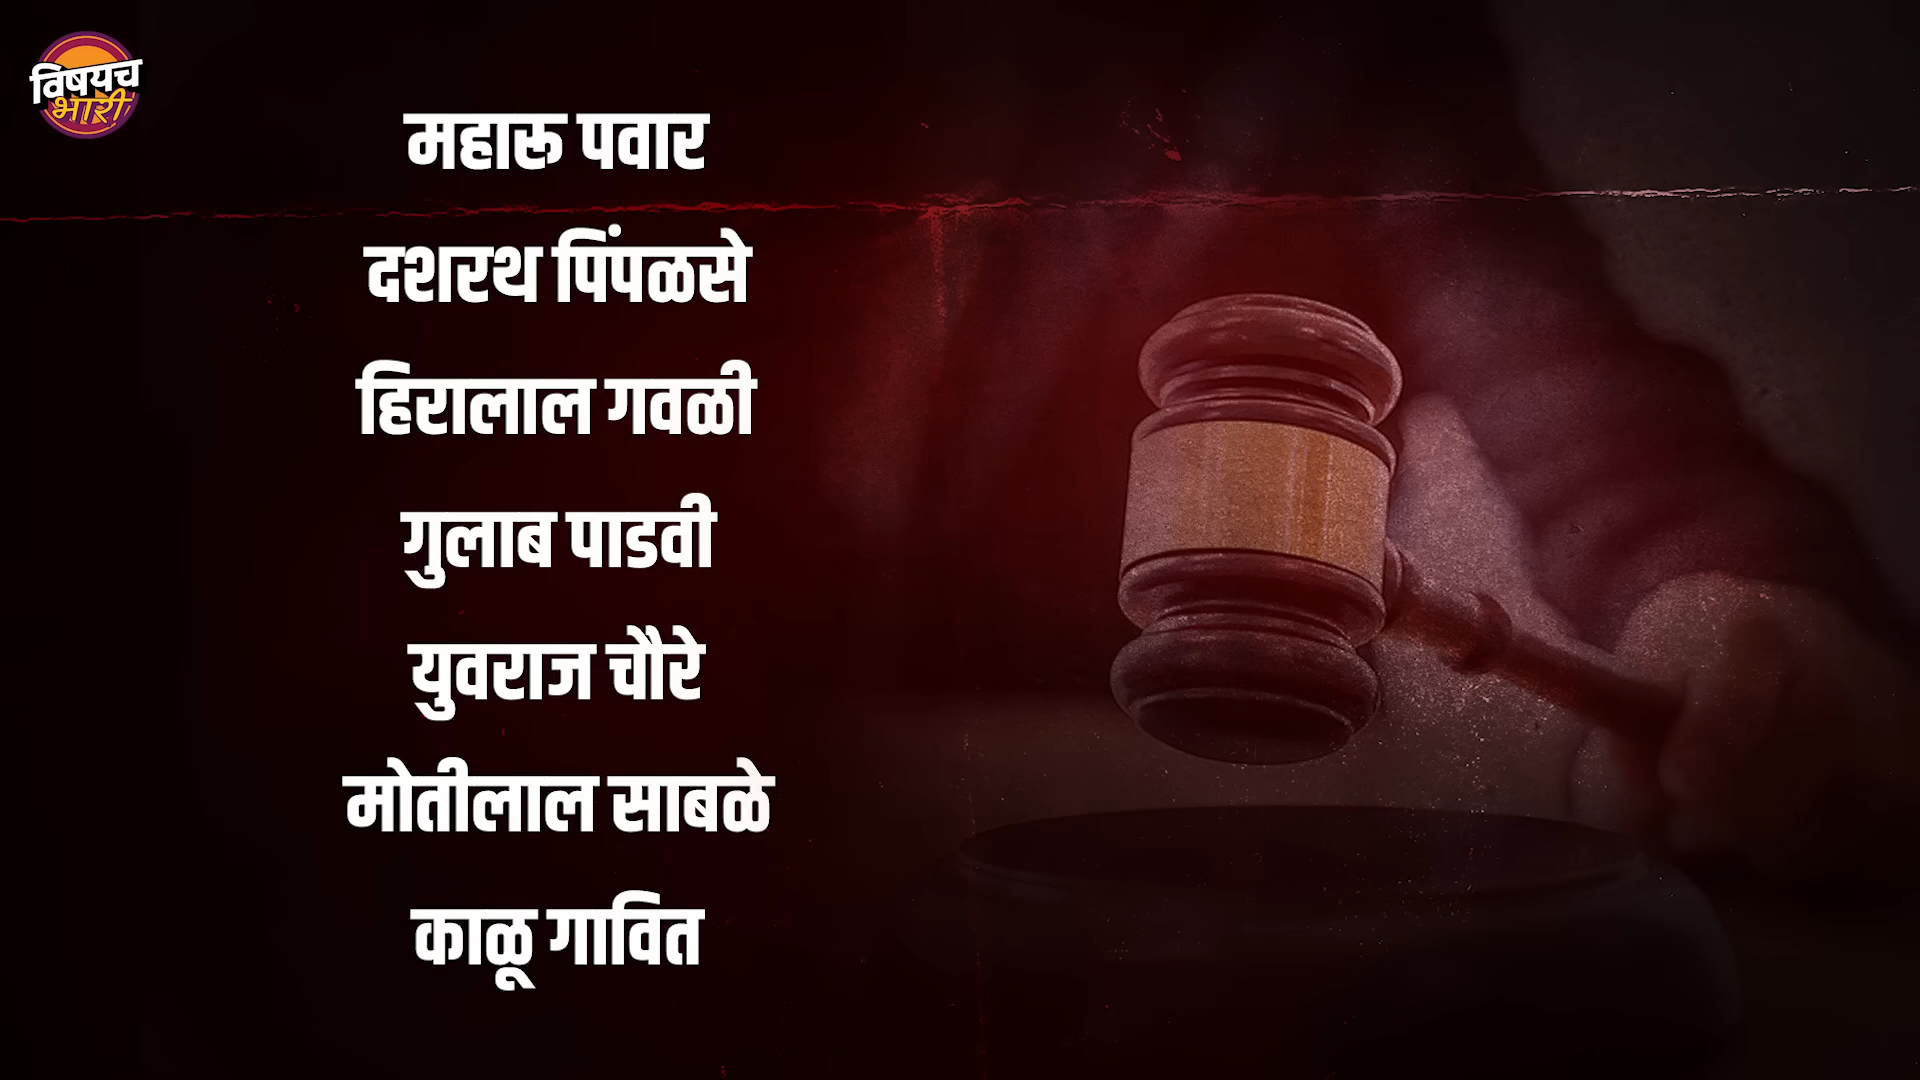 विषयच
भारी
महारू पवार
दशरथ पिंपळसे
हिरालाल गवळी
गुलाब पाडवी
युवराज चौरे
मोतीलाल साबळे
काळू गावित